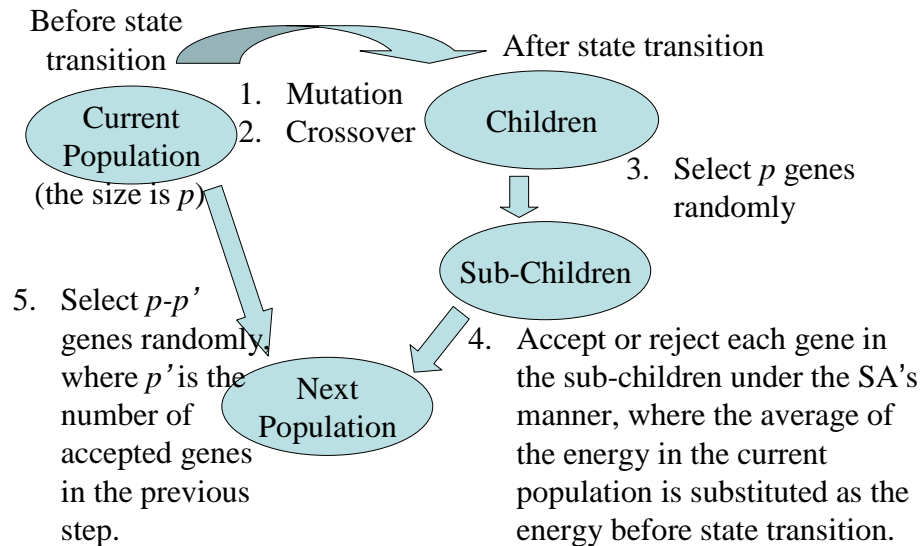 Before state
transition
After state transition
1. Mutation
2. Crossover
Current
Population
(the size is p)
Children
3. Select p genes
randomly
Sub-Children
4. Accept or reject each gene in
the sub-children under the SA's
manner, where the average of
the energy in the current
population is substituted as the
energy before state transition.
5. Select p-p'
genes randomly,
where p' is the
number of
accepted genes
in the previous
step.
Next
Population